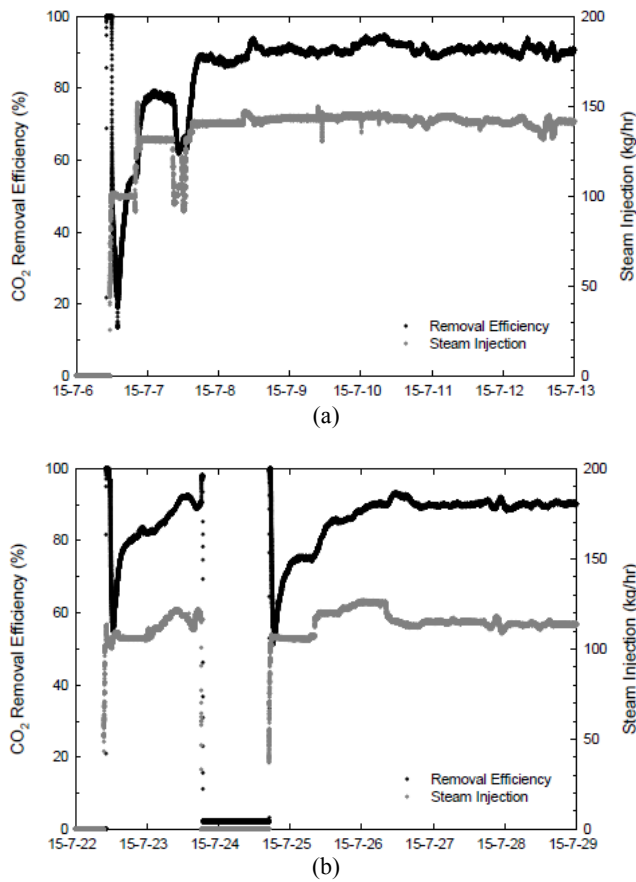 100
200
80
150
60
100
40
50
20
0
0
CO2 Removal Efficiency (%)
Steam Injection (kg/hr)
Removal Efficiency
Steam Injection
15-7-6 15-7-7 15-7-8 15-7-9 15-7-10 15-7-11 15-7-12 15-7-13
(a)
100
200
80
150
60
100
40
50
20
0
0
CO2 Removal Efficiency (%)
Steam Injection (kg/hr)
Removal Efficiency
Steam Injection
15-7-22 15-7-23 15-7-24 15-7-25 15-7-26 15-7-27 15-7-28 15-7-29
(b)